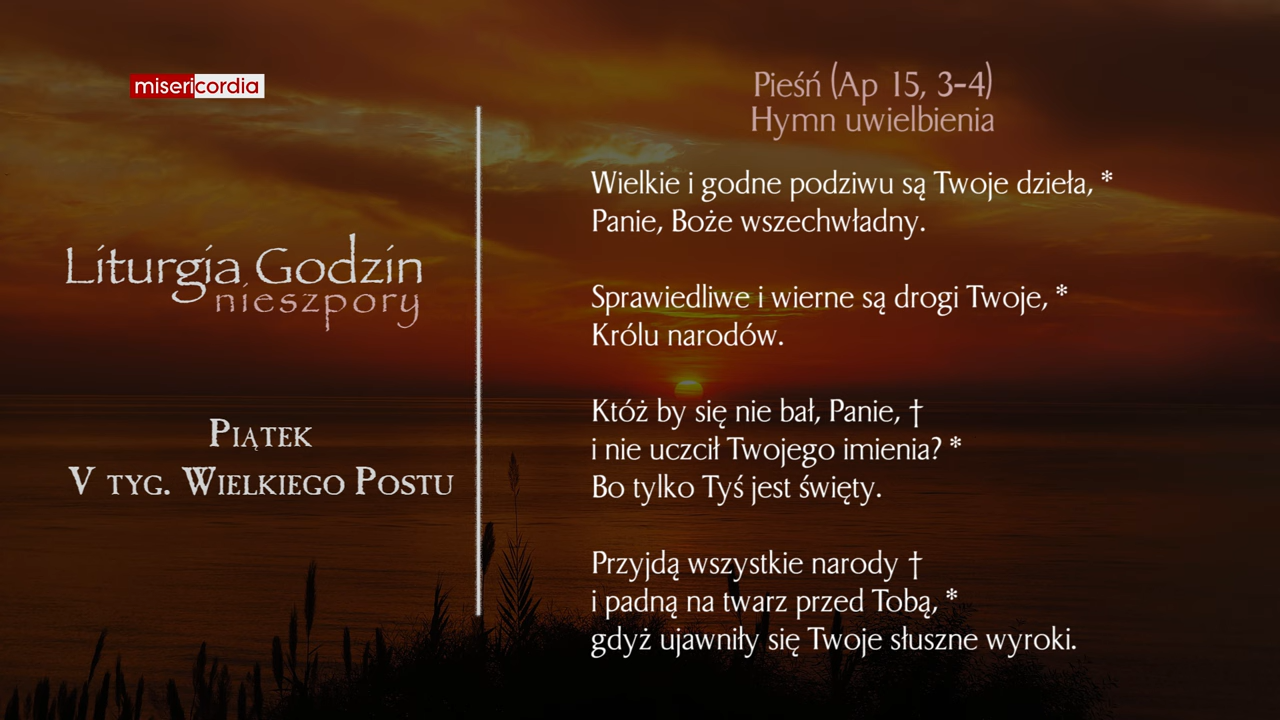 misericordia
Liturgia Godzin
nieszpory
Piątek
V tyg. Wielkiego Postu
Pieśń (Ap 15, 3-4)
Hymn uwielbienia
Wielkie i godne podziwu są Twoje dzieła, *
Panie, Boże wszechwładny.
Sprawiedliwe i wierne są drogi Twoje, *
Królu narodów.
Któż by się nie bał, Panie, †
i nie uczcił Twojego imienia? *
Bo tylko Tyś jest święty.
Przyjdą wszystkie narody †
i padną na twarz przed Tobą, *
gdyż ujawniły się Twoje słuszne wyroki.